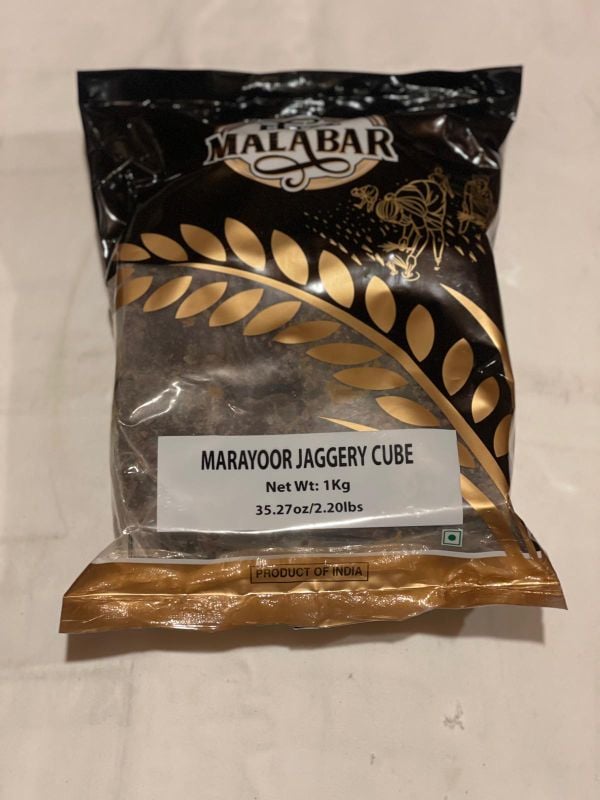 MALABAR
MARAYOOR JAGGERY CUBE
Net Wt: 1Kg
35.27oz/2.20lbs
PRODUCT OF INDIA